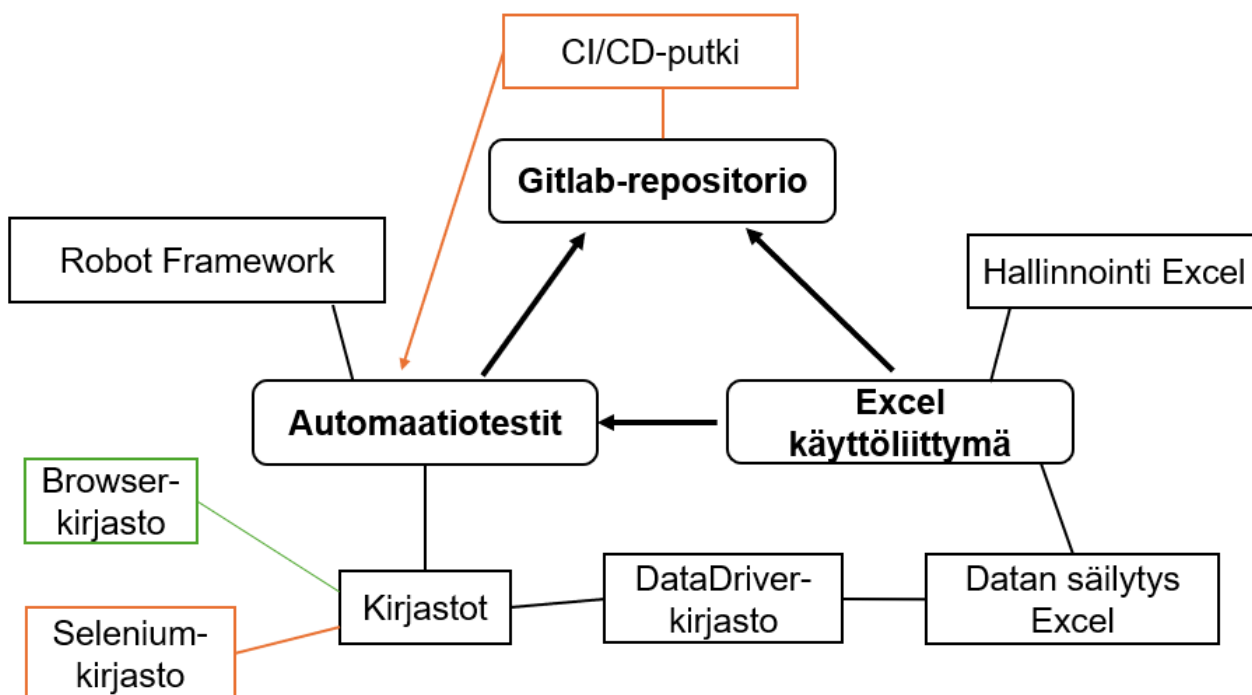 CI/CD-putki
Gitlab-repositorio
Robot Framework
Hallinnointi Excel
Automaatiotestit
Excel
käyttöliittymä
Browser-
kirjasto
Kirjastot
DataDriver-
kirjasto
Datan säilytys
Excel
Selenium-
kirjasto